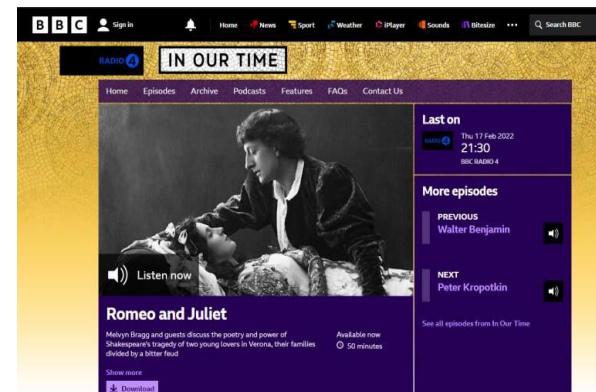 BBC Sign in Home News Sport Weather iPlayer Sounds Bitesize Search BBC
RADIO 4 IN OUR TIME
Home Episodes Archive Podcasts Features FAQs Contact Us
Listen now
Romeo and Juliet
Melvyn Bragg and guests discuss the poetry and power of
Shakespeare's tragedy of two young lovers in Verona, their families
divided by a bitter feud
Available now
50 minutes
Show more
Download
Last on
RADIO 4
Thu 17 Feb 2022
21:30
BBC RADIO 4
More episodes
PREVIOUS
Walter Benjamin
NEXT
Peter Kropotkin
See all episodes from In Our Time